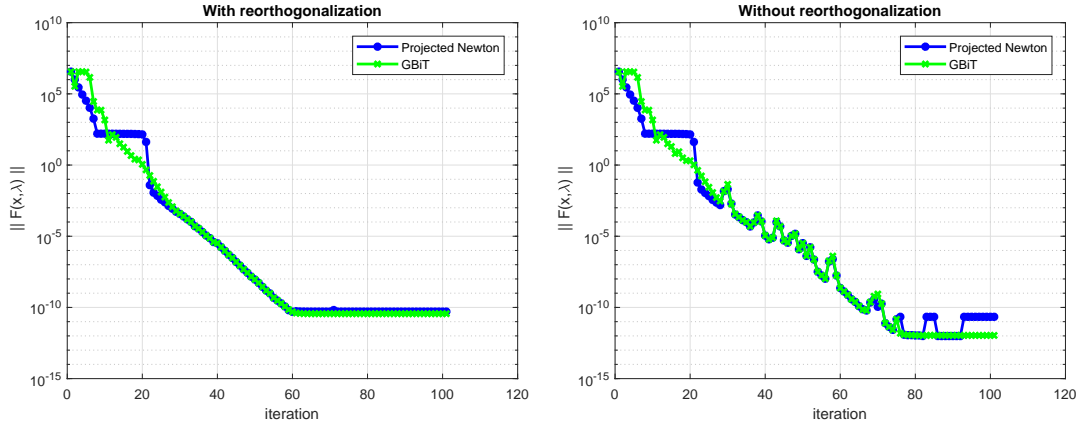 With reorthogonalization
10^10
10^5
10^0
10^-5
10^-10
10^-15
|| F(x,λ) ||
0 20 40 60 80 100 120
iteration
Projected Newton
GBiT
Without reorthogonalization
10^10
10^5
10^0
10^-5
10^-10
10^-15
|| F(x,λ) ||
0 20 40 60 80 100 120
iteration
Projected Newton
GBiT